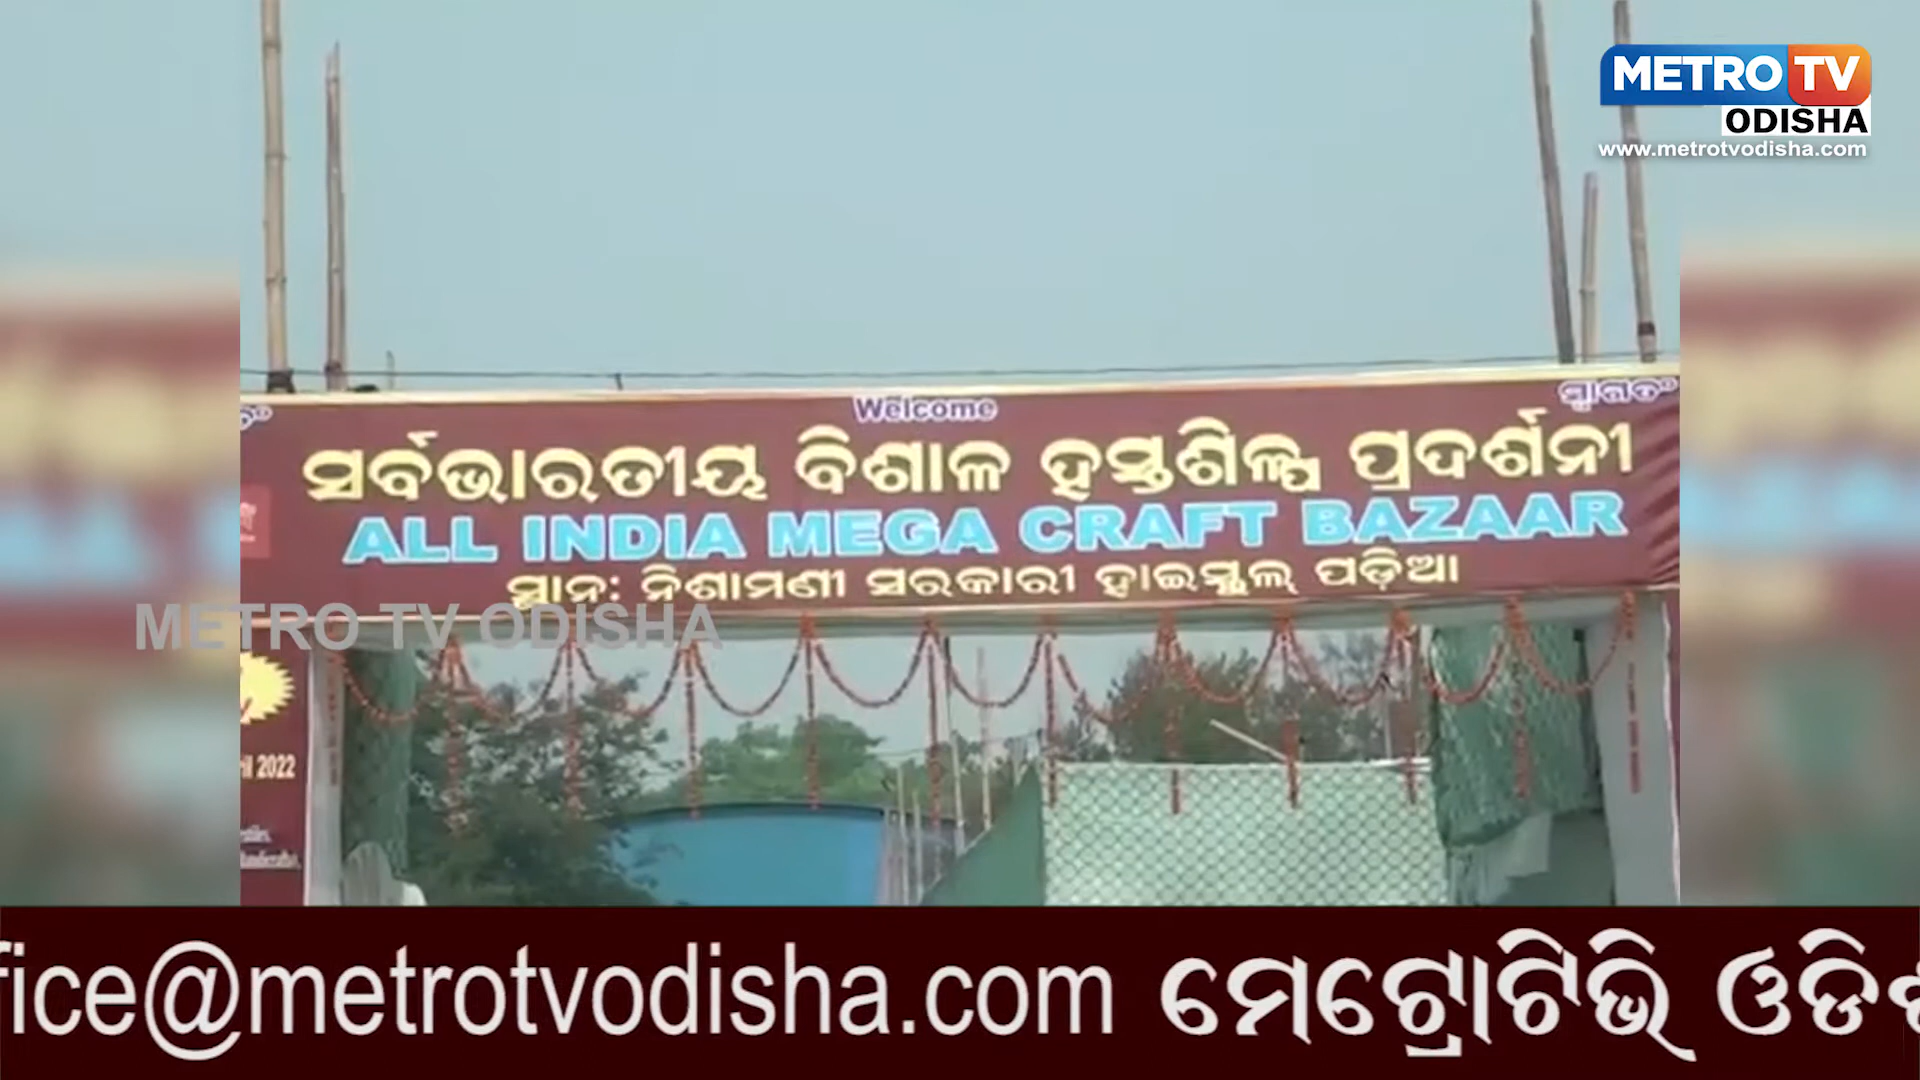 METRO TV
ODISHA
www.metrotvodisha.com
Welcome
ସ୍ୱାଗତଂ
ସର୍ବଭାରତୀୟ ବିଶାଳ ହସ୍ତଶିଳ୍ପ ପ୍ରଦର୍ଶନୀ
ALL INDIA MEGA CRAFT BAZAAR
ସ୍ଥାନ: ନିଶାମଣୀ ସରକାରୀ ହାଇସ୍କୁଲ୍ ପଡ଼ିଆ
METRO TV ODISHA
ril 2022
fice@metrotvodisha.com ମେଟ୍ରୋଟିଭି ଓଡିଶ